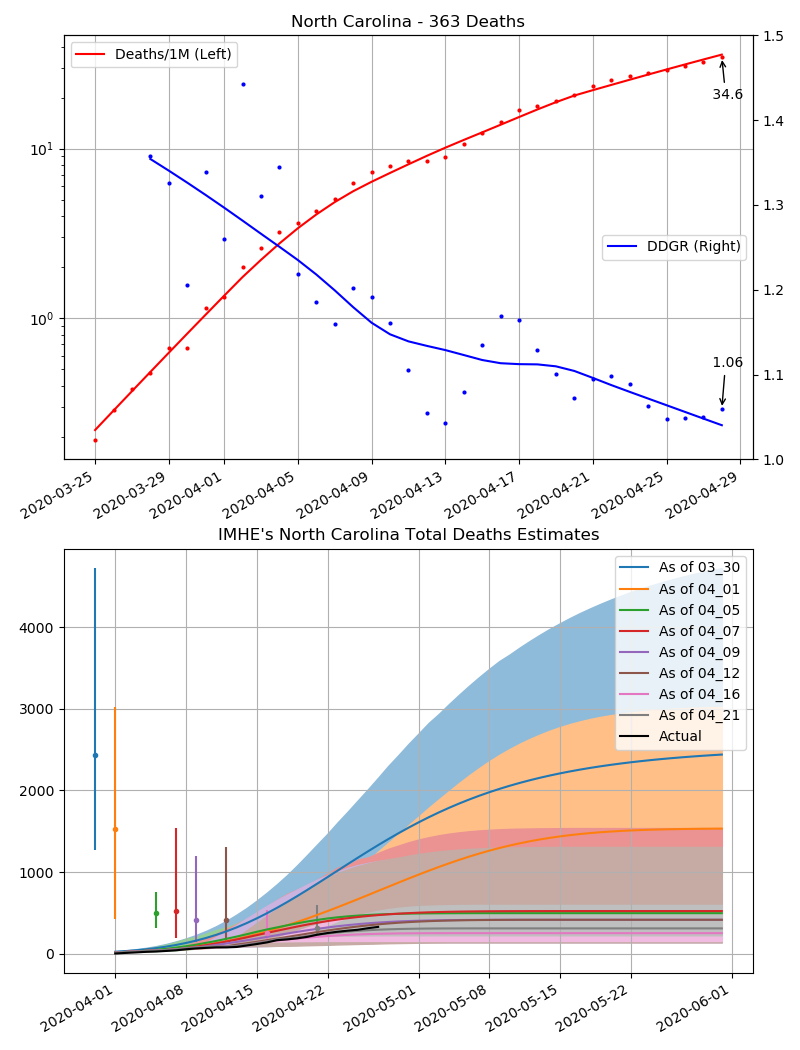 North Carolina - 363 Deaths
Deaths/1M (Left)
DDGR (Right)
34.6
1.06
10¹
10⁰
1.5
1.4
1.3
1.2
1.1
1.0
2020-03-25
2020-03-29
2020-04-01
2020-04-05
2020-04-09
2020-04-13
2020-04-17
2020-04-21
2020-04-25
2020-04-29
IMHE's North Carolina Total Deaths Estimates
As of 03_30
As of 04_01
As of 04_05
As of 04_07
As of 04_09
As of 04_12
As of 04_16
As of 04_21
Actual
4000
3000
2000
1000
0
2020-04-01
2020-04-08
2020-04-15
2020-04-22
2020-05-01
2020-05-08
2020-05-15
2020-05-22
2020-06-01